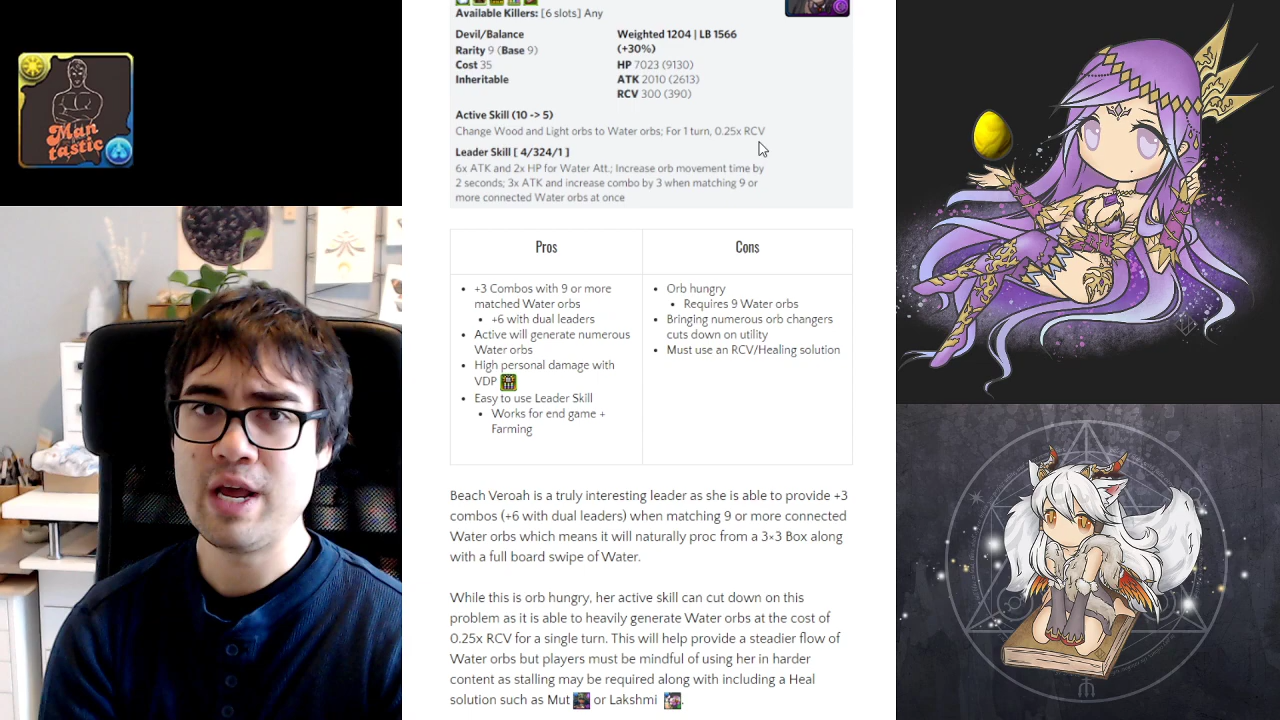 Man
tastic
Available Killers: [6 slots] Any
Devil/Balance
Rarity 9 (Base 9)
Cost 35
Inheritable
Weighted 1204 | LB 1566
(+30%)
HP 7023 (9130)
ATK 2010 (2613)
RCV 300 (390)
Active Skill (10 -> 5)
Change Wood and Light orbs to Water orbs; For 1 turn, 0.25x RCV
Leader Skill [ 4/324/1 ]
6x ATK and 2x HP for Water Att.; Increase orb movement time by
2 seconds; 3x ATK and increase combo by 3 when matching 9 or
more connected Water orbs at once
Pros
• +3 Combos with 9 or more
matched Water orbs
• +6 with dual leaders
• Active will generate numerous
Water orbs
• High personal damage with
VDP
• Easy to use Leader Skill
• Works for end game +
Farming
Cons
• Orb hungry
• Requires 9 Water orbs
• Bringing numerous orb changers
cuts down on utility
• Must use an RCV/Healing solution
Beach Veroah is a truly interesting leader as she is able to provide +3
combos (+6 with dual leaders) when matching 9 or more connected
Water orbs which means it will naturally proc from a 3×3 Box along
with a full board swipe of Water.
While this is orb hungry, her active skill can cut down on this
problem as it is able to heavily generate Water orbs at the cost of
0.25x RCV for a single turn. This will help provide a steadier flow of
Water orbs but players must be mindful of using her in harder
content as stalling may be required along with including a Heal
solution such as Mut or Lakshmi .